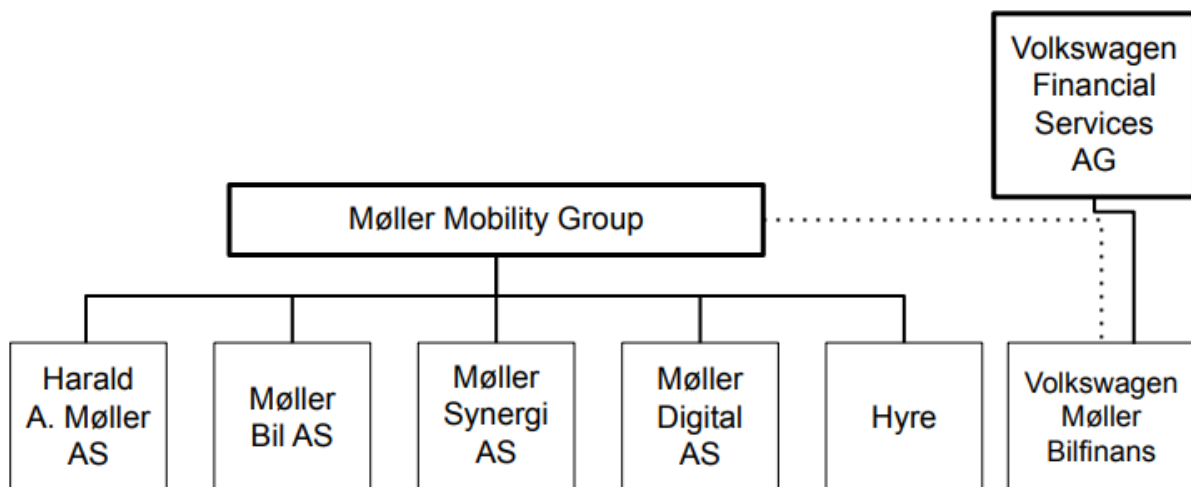 Volkswagen
Financial
Services
AG
Møller Mobility Group
Harald
A. Møller
AS
Møller
Bil AS
Møller
Synergi
AS
Møller
Digital
AS
Hyre
Volkswagen
Møller
Bilfinans